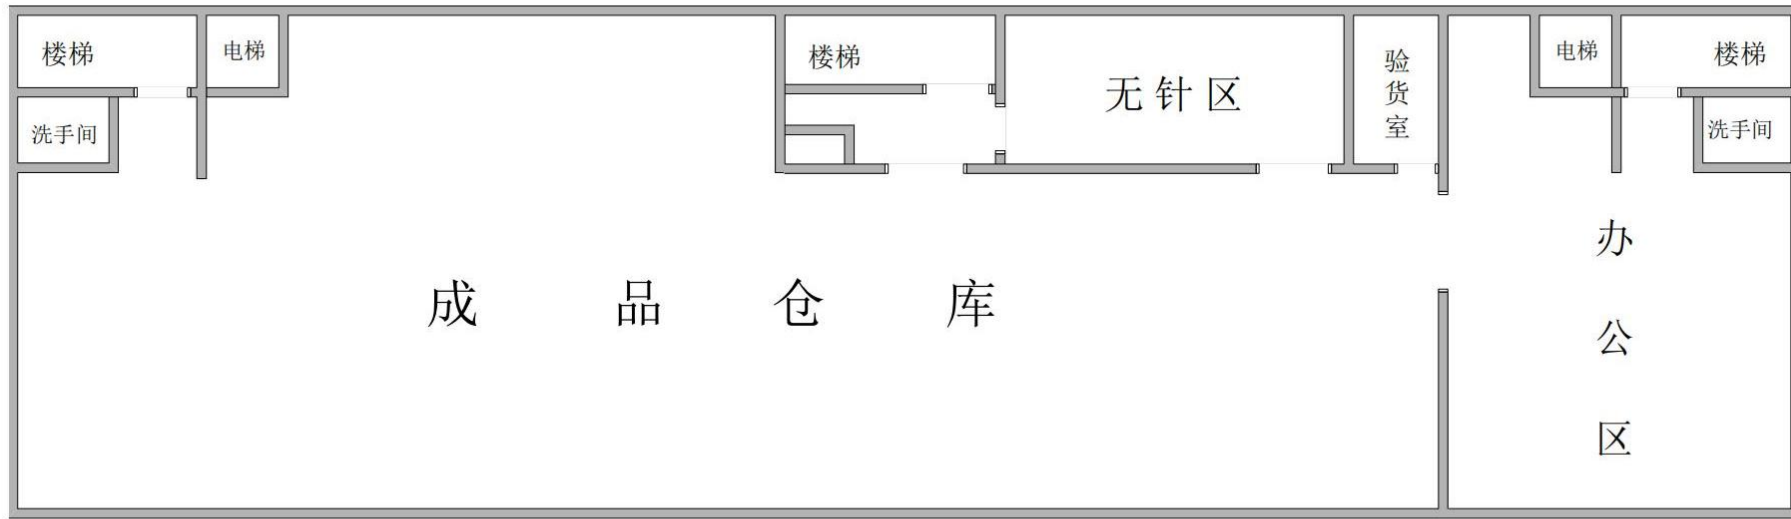 楼梯
电梯
楼梯
无针区
验货室
电梯
楼梯
洗手间
洗手间
成品仓库
办公区